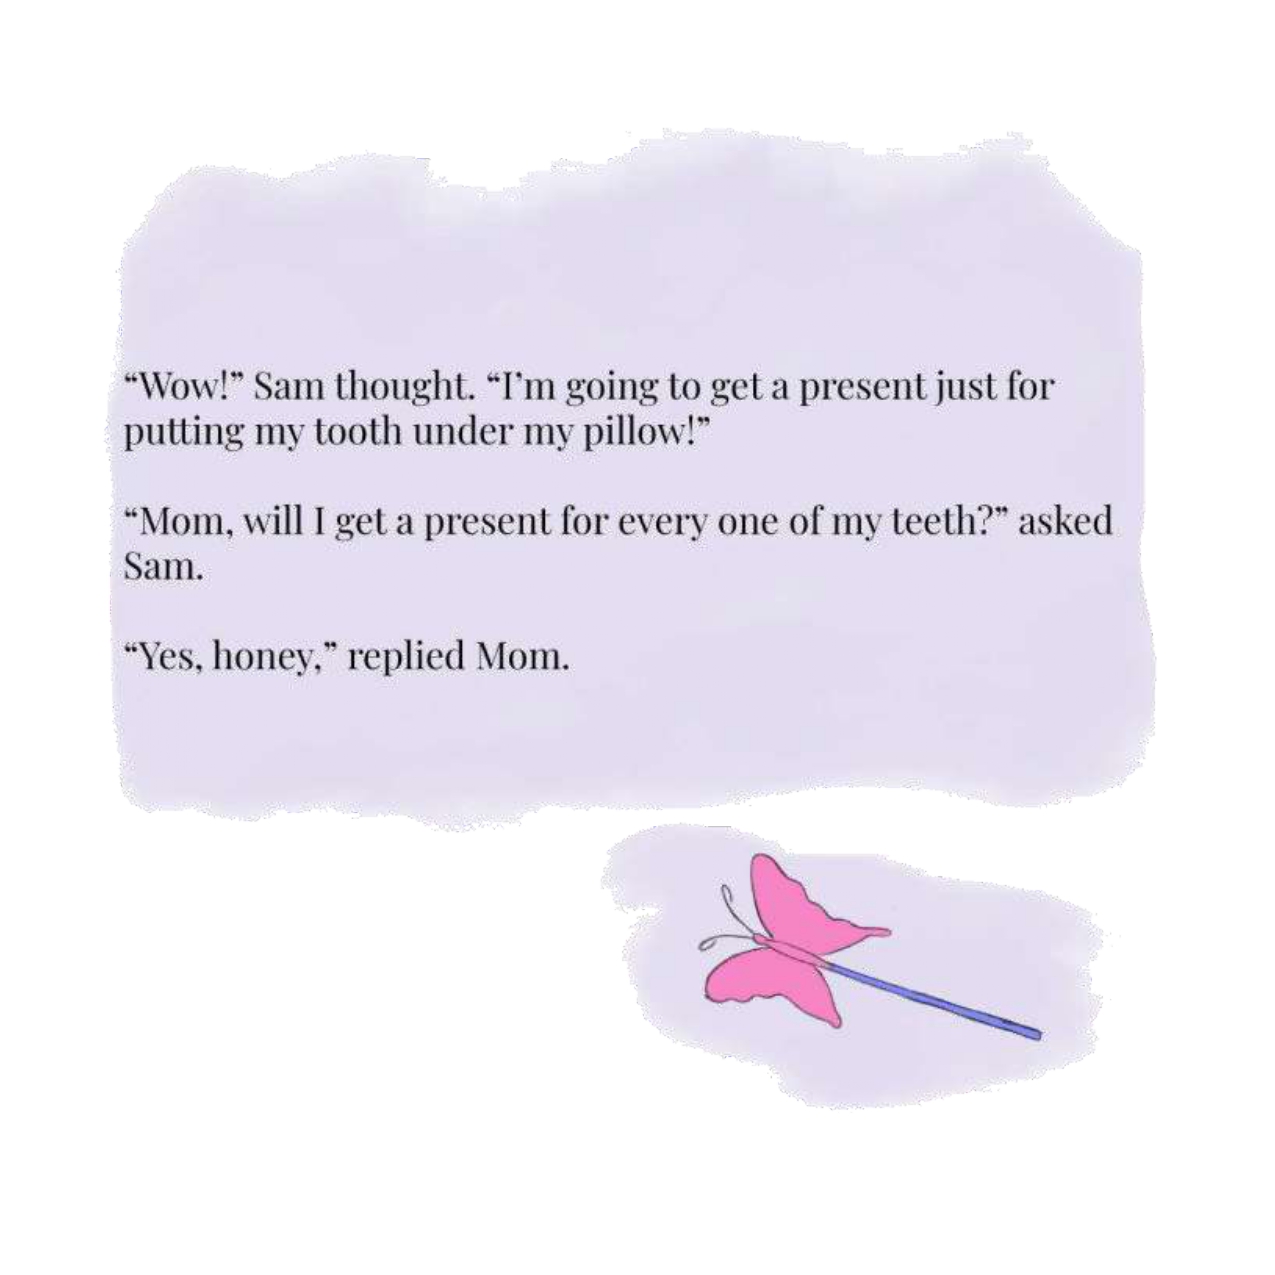 “Wow!” Sam thought. “I’m going to get a present just for
putting my tooth under my pillow!”
“Mom, will I get a present for every one of my teeth?” asked
Sam.
“Yes, honey,” replied Mom.